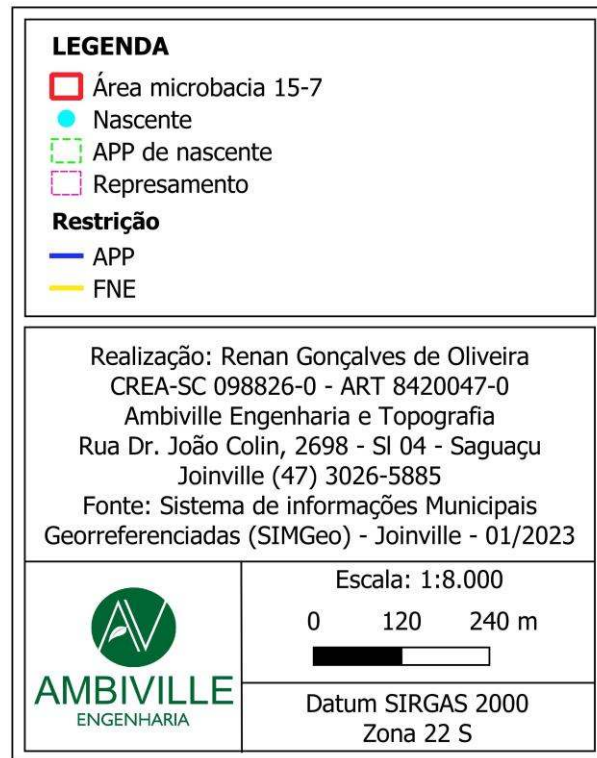 LEGENDA
Área microbacia 15-7
Nascente
APP de nascente
Represamento
Restrição
APP
FNE
Realização: Renan Gonçalves de Oliveira
CREA-SC 098826-0 - ART 8420047-0
Ambiville Engenharia e Topografia
Rua Dr. João Colin, 2698 - Sl 04 - Saguaçu
Joinville (47) 3026-5885
Fonte: Sistema de informações Municipais
Georreferenciadas (SIMGeo) - Joinville - 01/2023
AMBIVILLE
ENGENHARIA
Escala: 1:8.000
0 120 240 m
Datum SIRGAS 2000
Zona 22 S